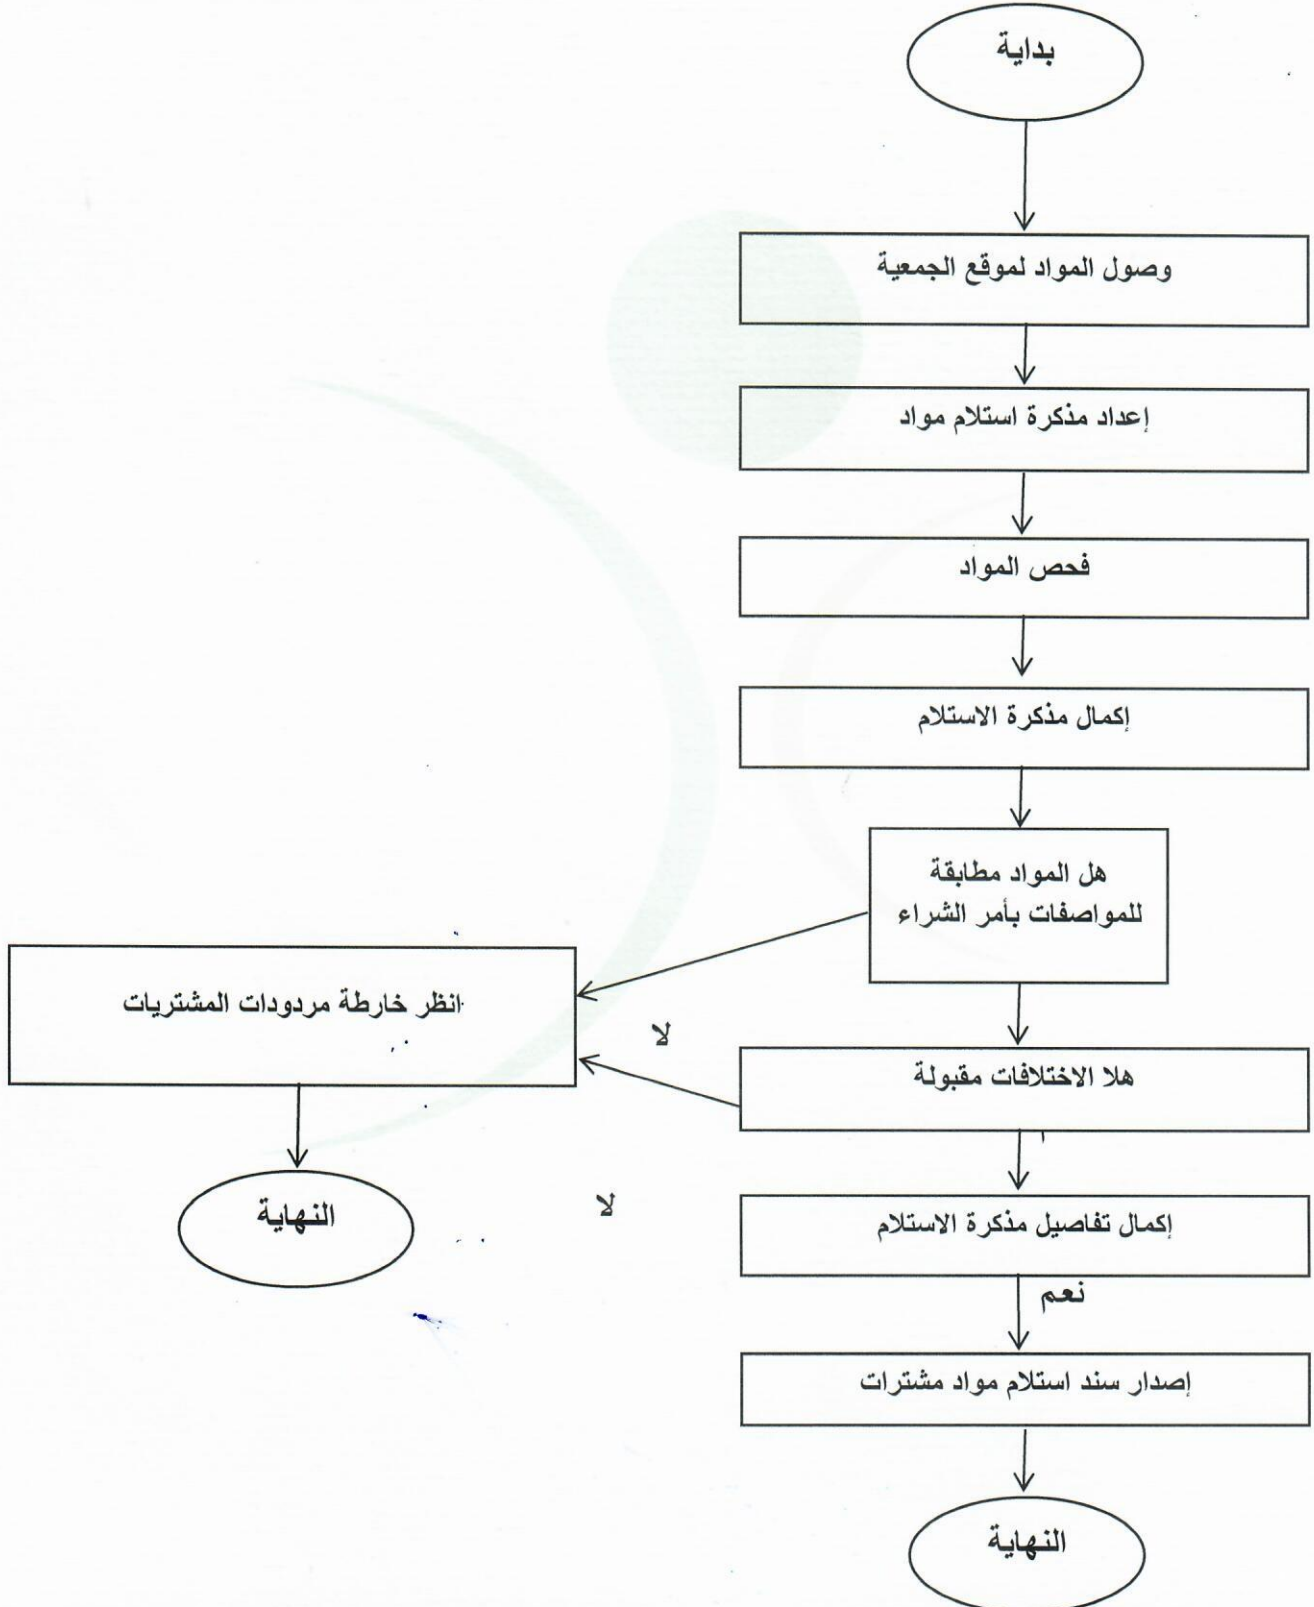 بداية
وصول المواد لموقع الجمعية
إعداد مذكرة استلام مواد
فحص المواد
إكمال مذكرة الاستلام
هل المواد مطابقة
للمواصفات بأمر الشراء
انظر خارطة مردودات المشتريات
لا
هلا الاختلافات مقبولة
لا
النهاية
إكمال تفاصيل مذكرة الاستلام
نعم
إصدار سند استلام مواد مشترات
النهاية